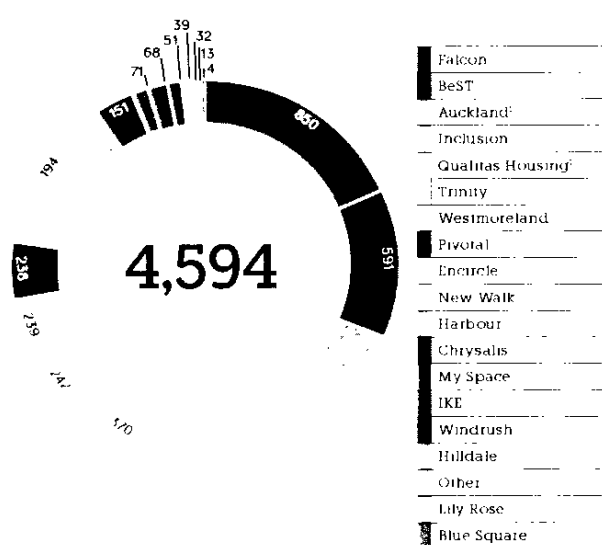 39
32
51
13
68
4
71
151
850
194
4,594
591
236
239
242
370
Falcon
BeST
Auckland
Inclusion
Qualitas Housing
Trinity
Westmoreland
Pivotal
Encircle
New Walk
Harbour
Chrysalis
My Space
IKE
Windrush
Hilldale
Other
Lily Rose
Blue Square